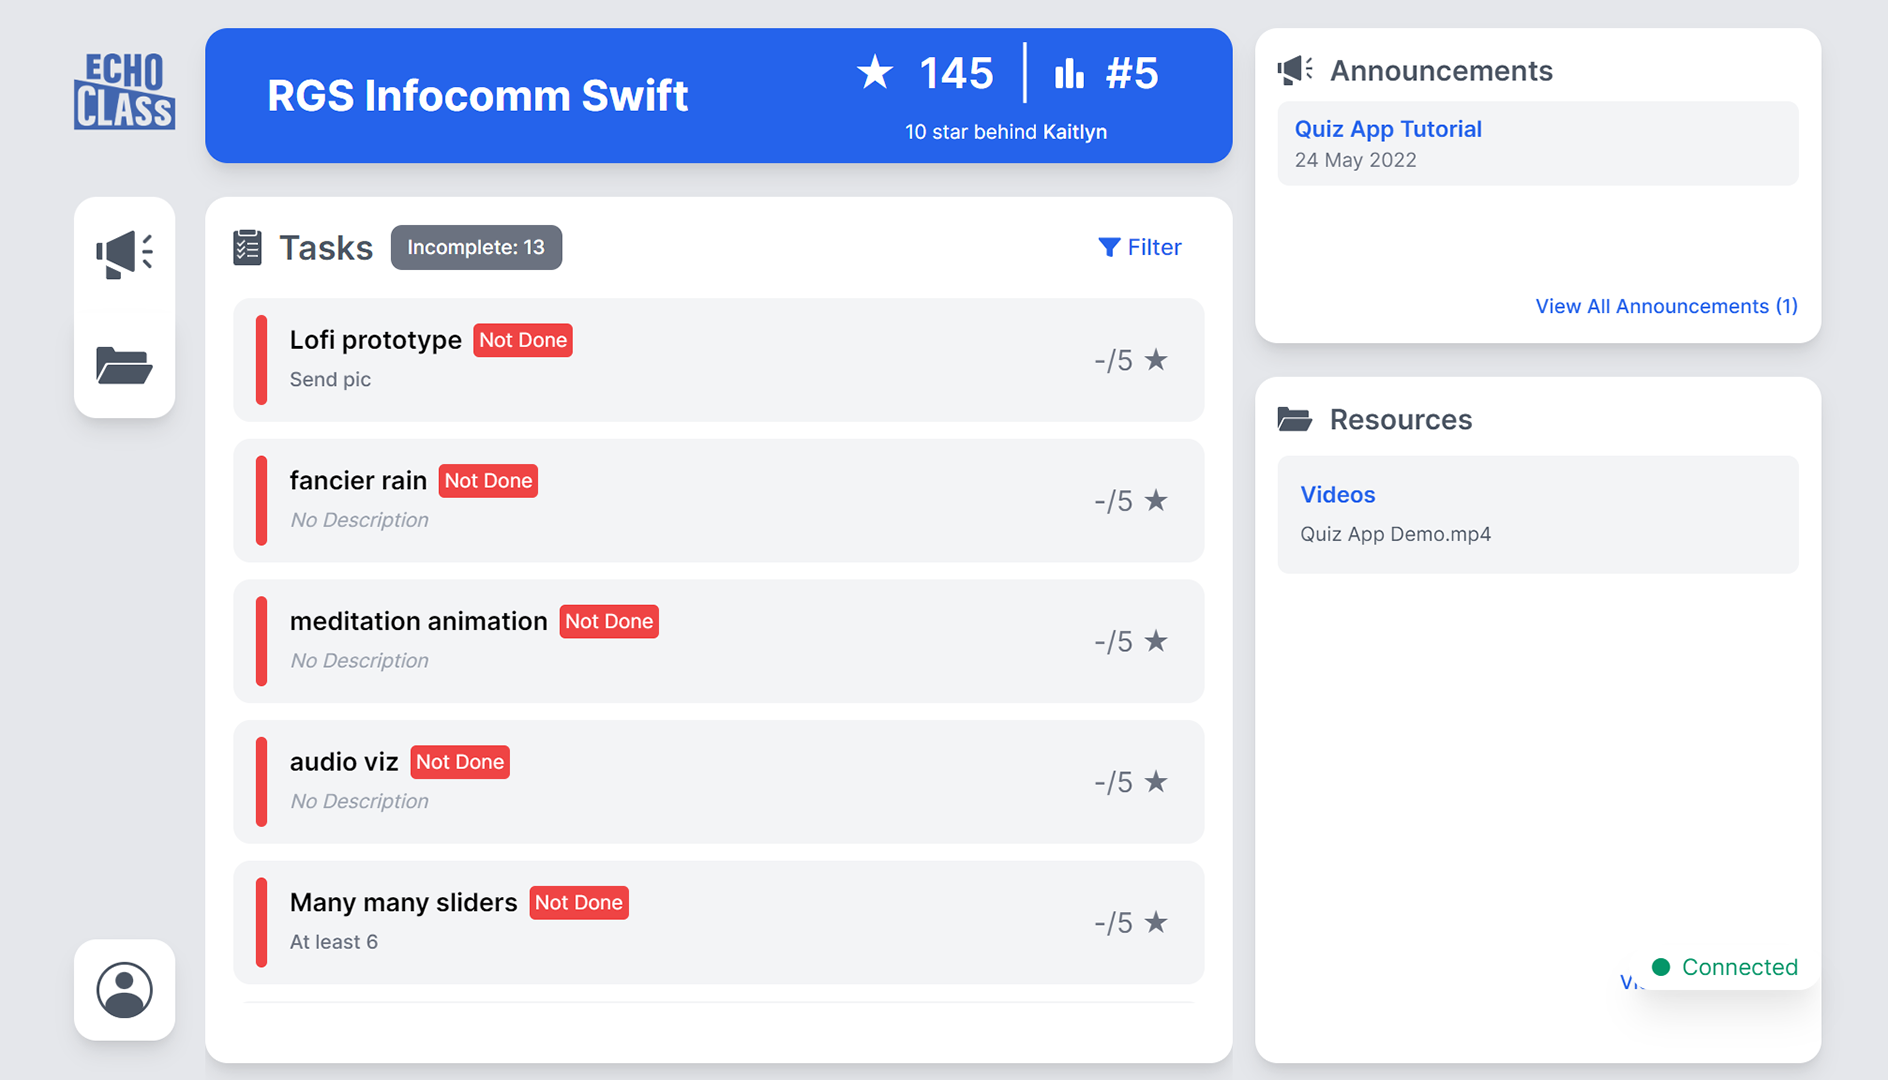 ECHO
CLASS
RGS Infocomm Swift
145
#5
10 star behind Kaitlyn
Tasks
Incomplete: 13
Filter
Lofi prototype
Not Done
Send pic
-/5
fancier rain
Not Done
No Description
-/5
meditation animation
Not Done
No Description
-/5
audio viz
Not Done
No Description
-/5
Many many sliders
Not Done
At least 6
-/5
Announcements
Quiz App Tutorial
24 May 2022
View All Announcements (1)
Resources
Videos
Quiz App Demo.mp4
Connected